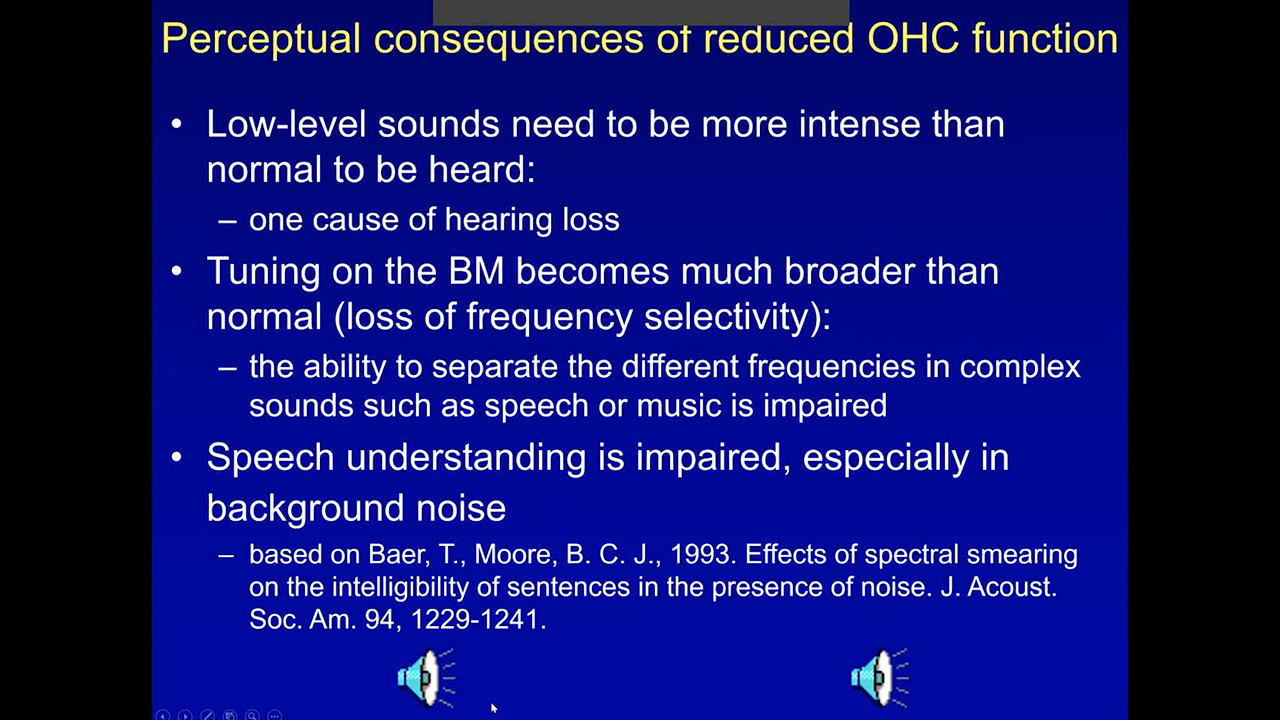 Perceptual consequences of reduced OHC function
• Low-level sounds need to be more intense than
normal to be heard:
– one cause of hearing loss
• Tuning on the BM becomes much broader than
normal (loss of frequency selectivity):
– the ability to separate the different frequencies in complex
sounds such as speech or music is impaired
• Speech understanding is impaired, especially in
background noise
– based on Baer, T., Moore, B. C. J., 1993. Effects of spectral smearing
on the intelligibility of sentences in the presence of noise. J. Acoust.
Soc. Am. 94, 1229-1241.